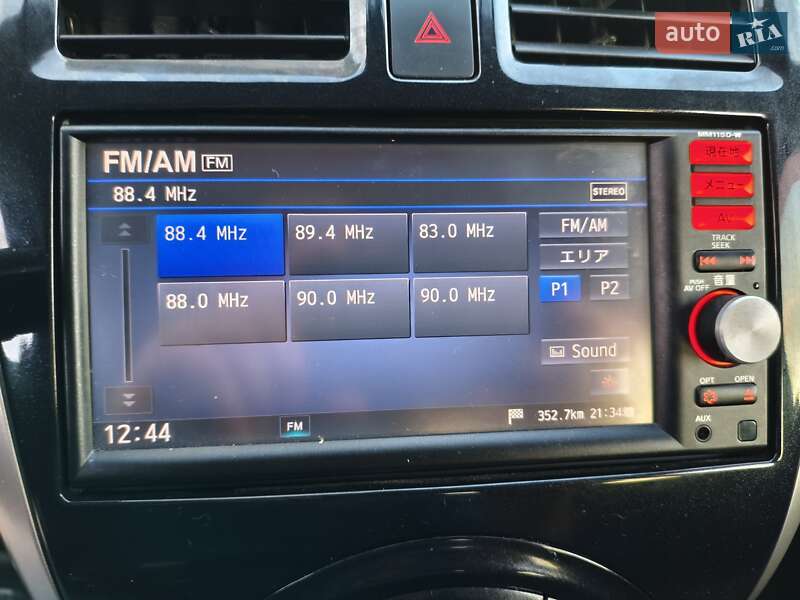 auto RIA .com
MM115D-W
FM/AM FM
現在地
88.4 MHz
STEREO
メニュー
88.4 MHz 89.4 MHz 83.0 MHz
FM/AM
AV
エリア
TRACK
SEEK
88.0 MHz 90.0 MHz 90.0 MHz
P1 P2
音量
PUSH
AV OFF
Sound
OPT OPEN
12:44
FM
352.7km 21:34
AUX